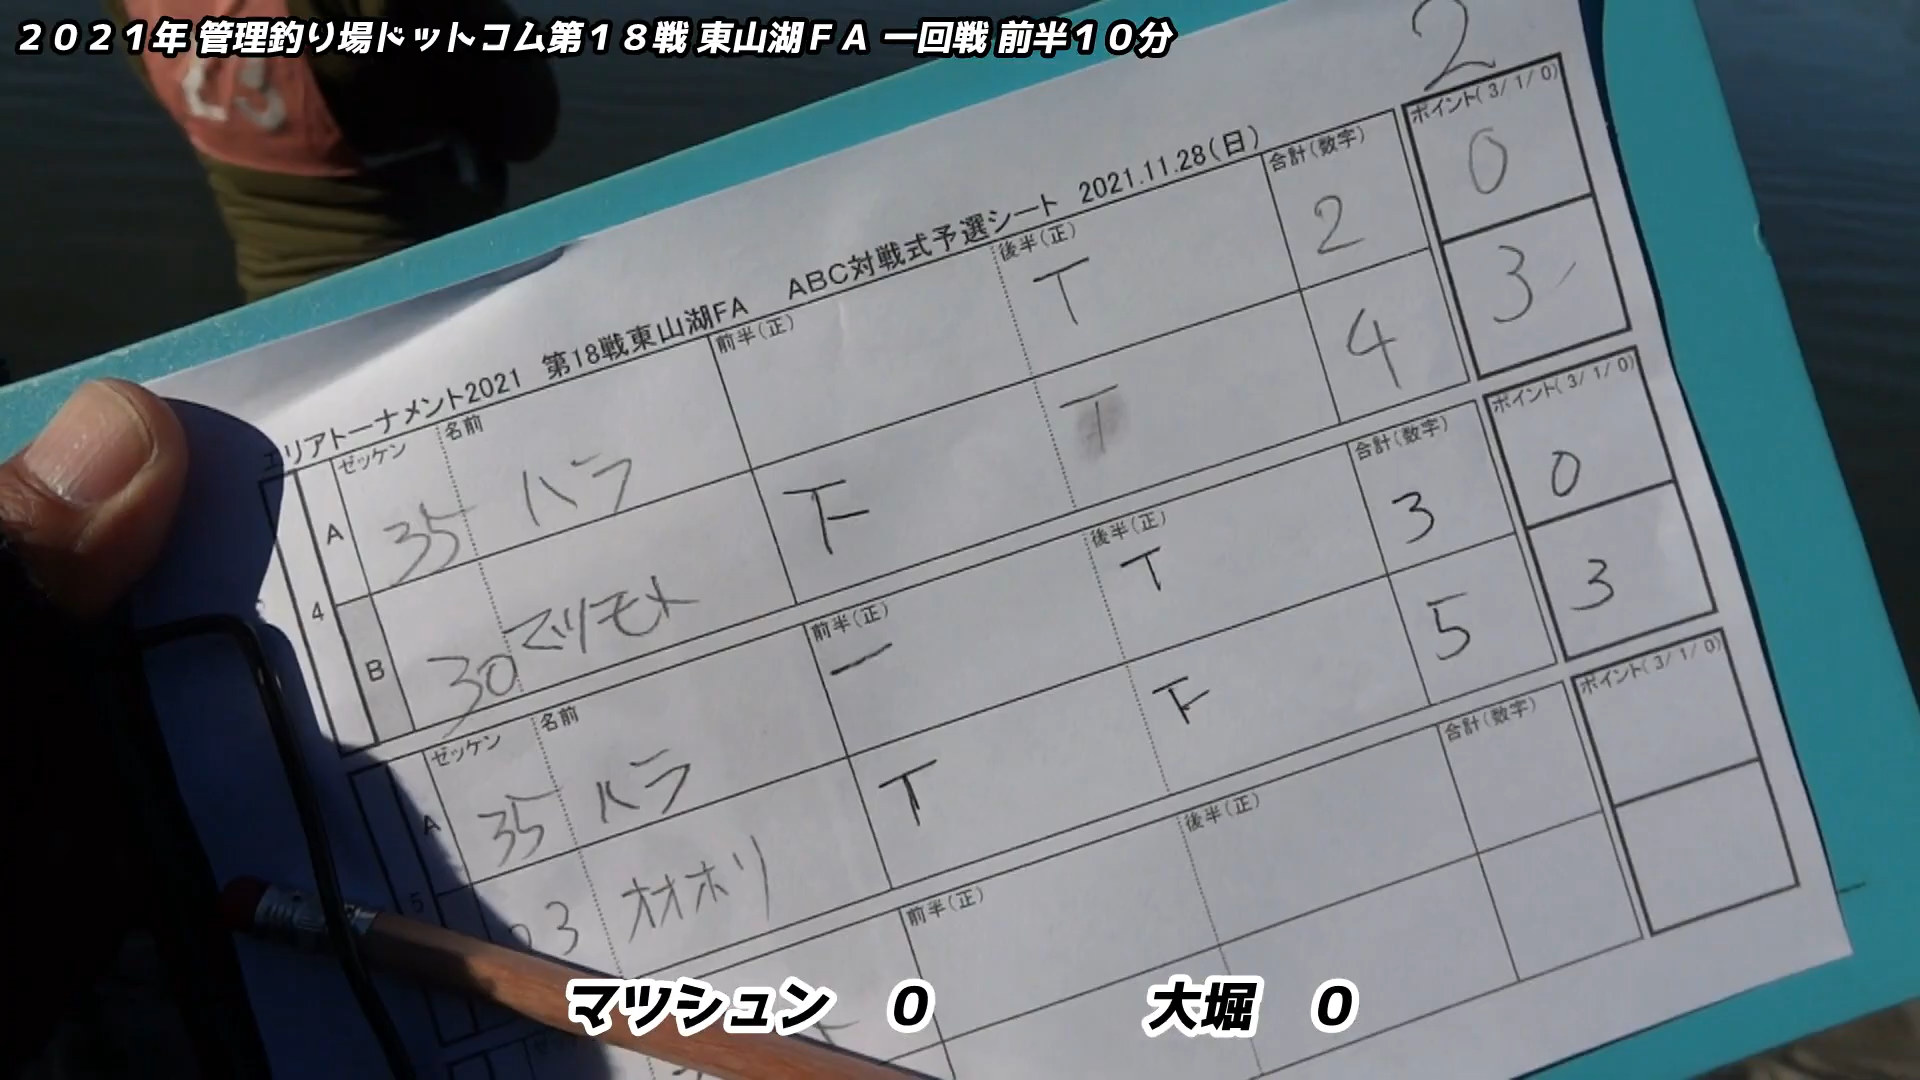 ２０２１年 管理釣り場ドットコム第１８戦 東山湖ＦＡ 一回戦 前半１０分
23
2
エリアトーナメント2021 第18戦東山湖FA ABC対戦式予選シート 2021.11.28(日)
ゼッケン 名前 前半(正) 後半(正) 合計(数字) ポイント(3/1/0)
4
A 35 ハラ T 2 0
B 30 マツモト 下 T 4 3
ゼッケン 名前 前半(正) 後半(正) 合計(数字) ポイント(3/1/0)
5
A 35 ハラ 一 T 3 0
3 オオホリ T 下 5 3
前半(正) 後半(正) 合計(数字) ポイント(3/1/0)
マツシュン 0 大堀 0